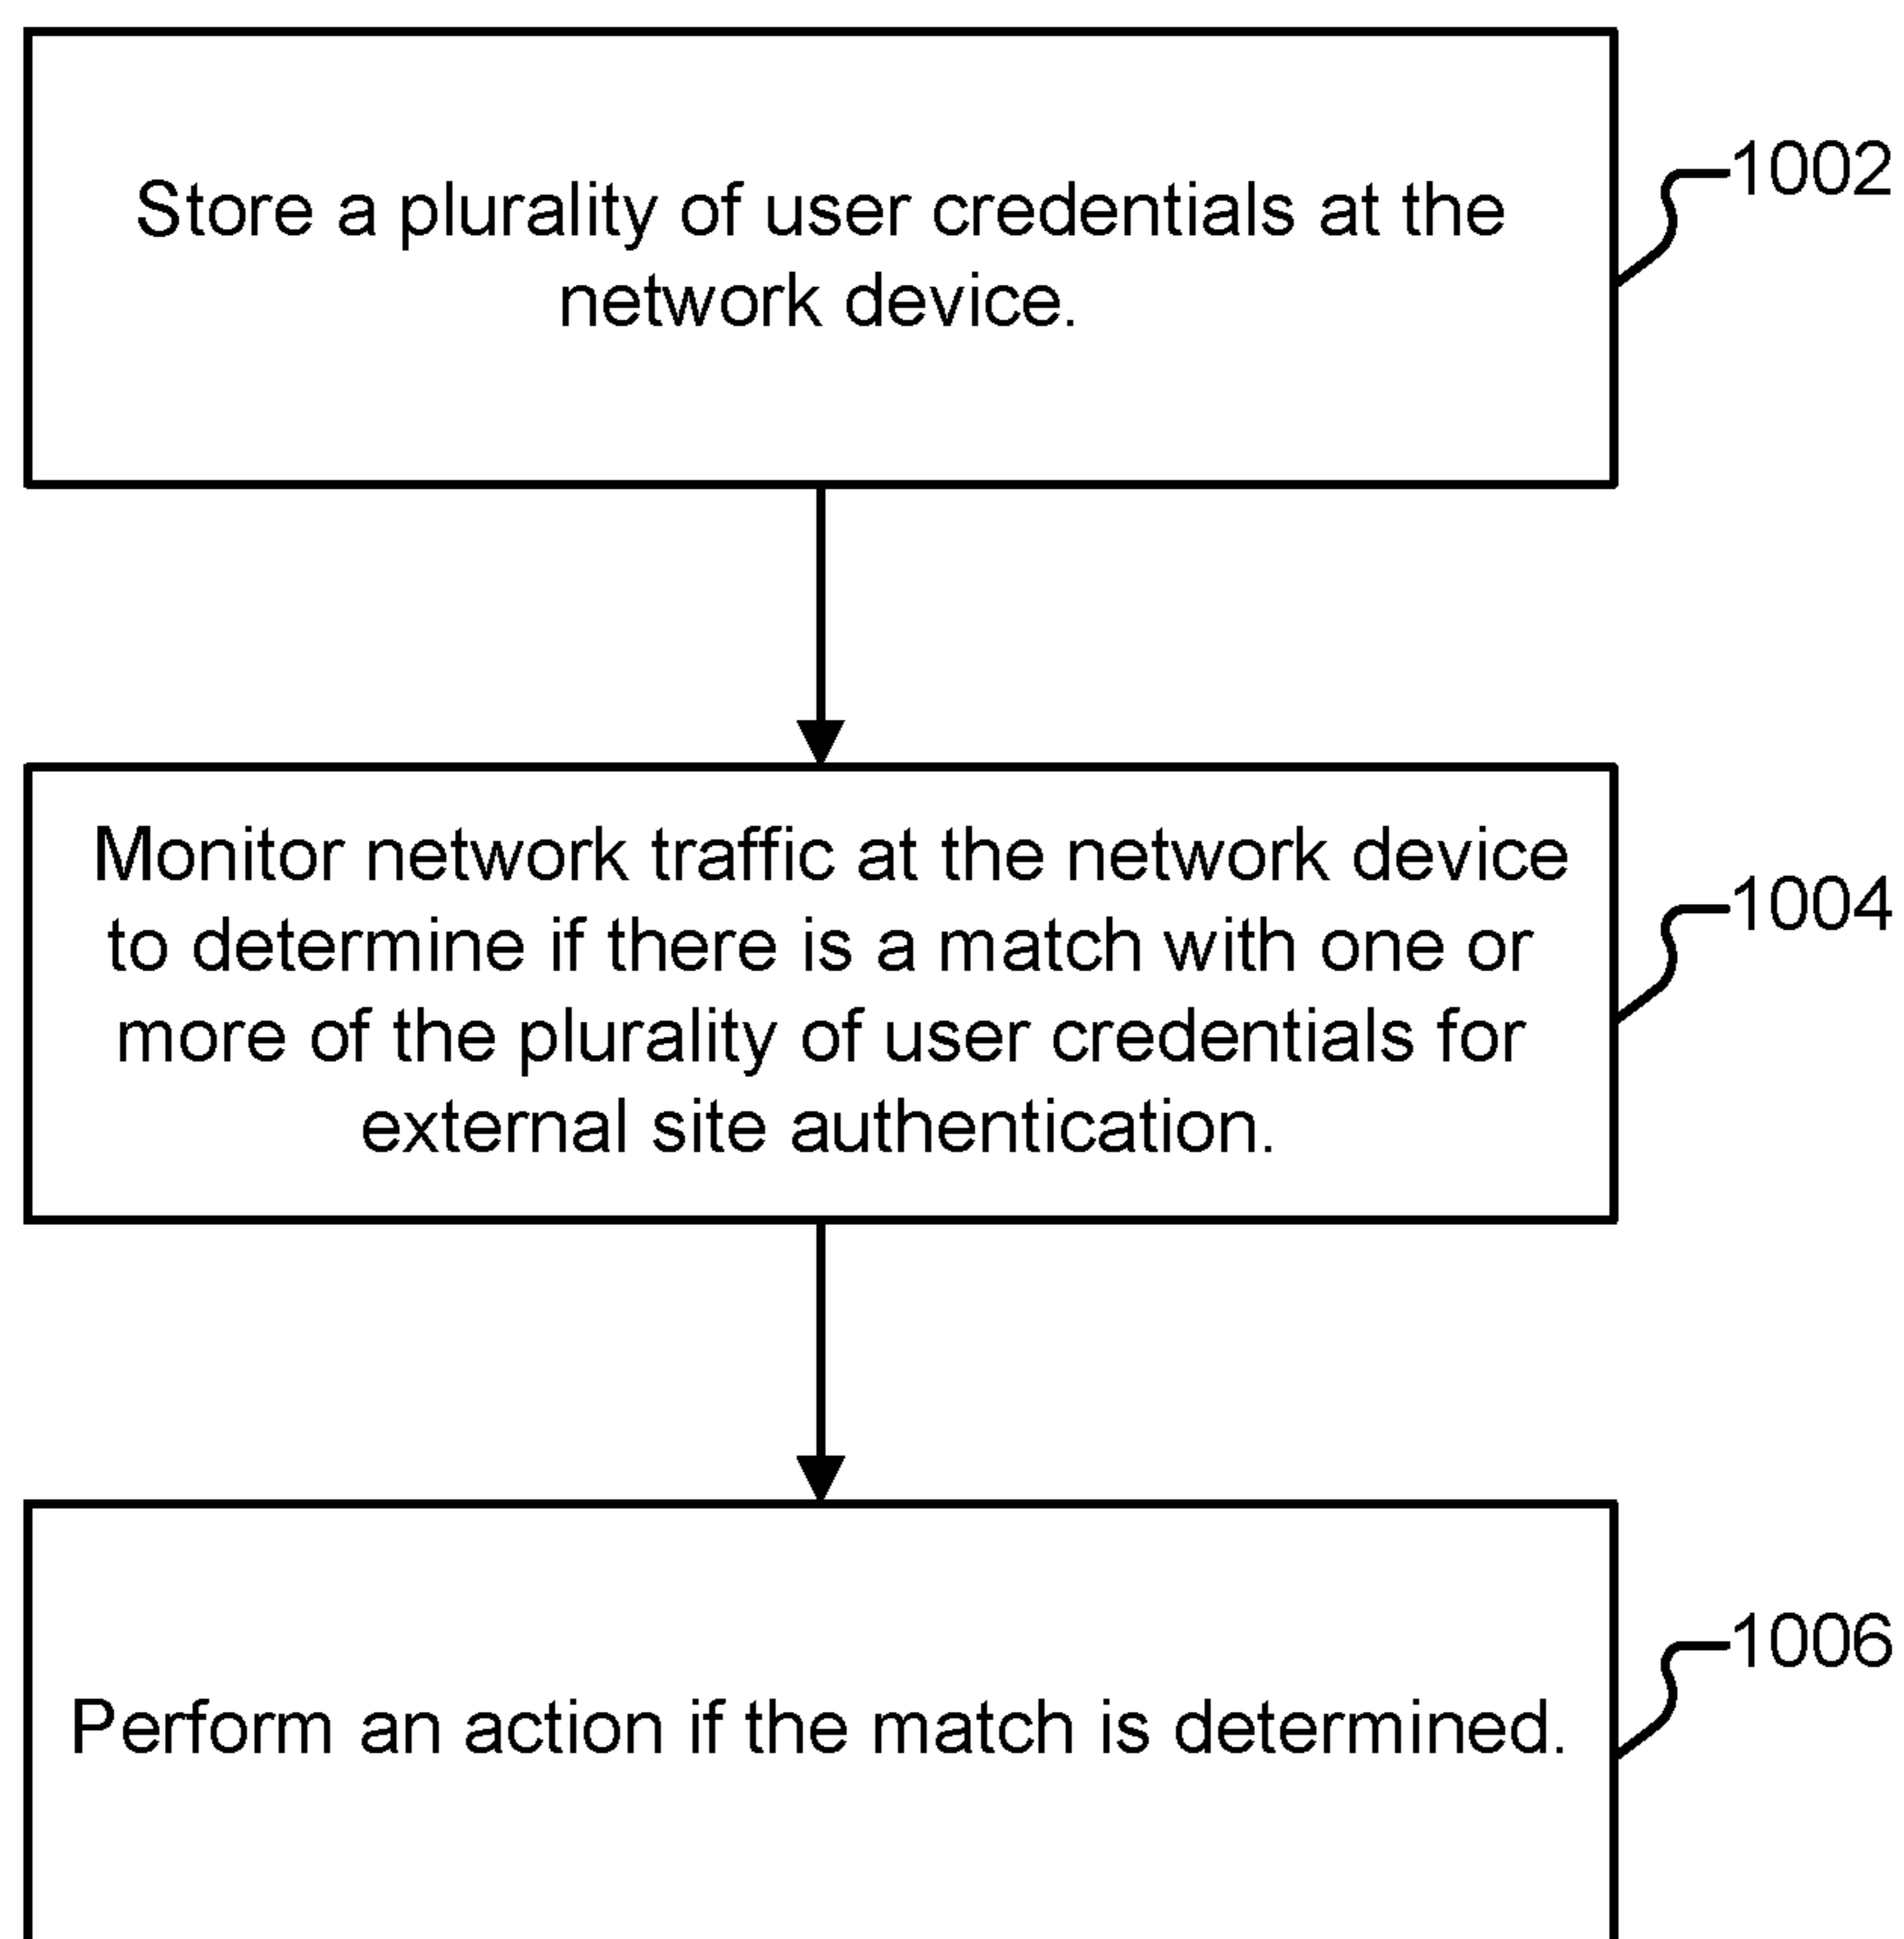 Store a plurality of user credentials at the
network device.
1002
Monitor network traffic at the network device
to determine if there is a match with one or
more of the plurality of user credentials for
external site authentication.
1004
Perform an action if the match is determined.
1006